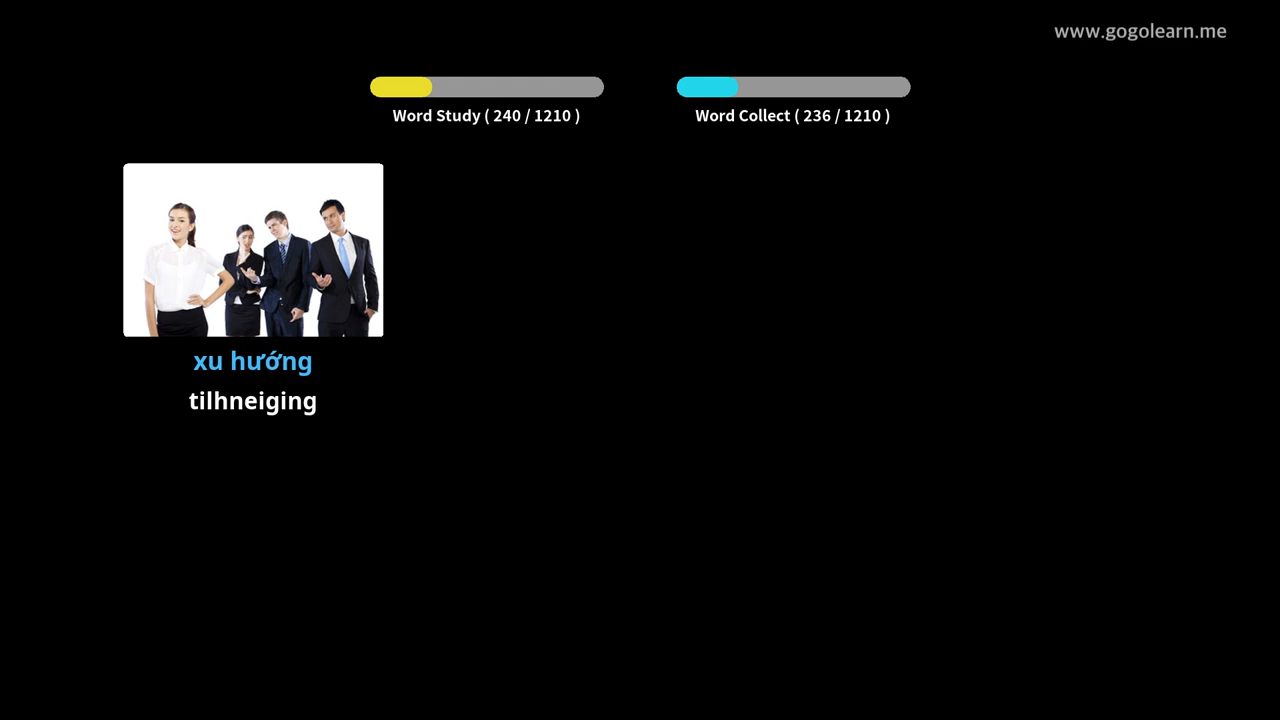 www.gogolearn.me
Word Study ( 240 / 1210 )
Word Collect ( 236 / 1210 )
xu hướng
tilhneiging